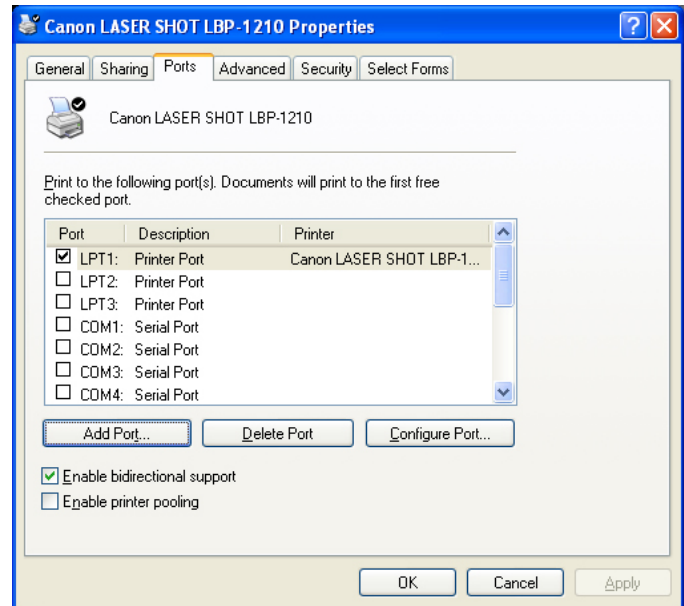 Canon LASER SHOT LBP-1210 Properties
General Sharing Ports Advanced Security Select Forms
Canon LASER SHOT LBP-1210
Print to the following port(s). Documents will print to the first free
checked port.
Port Description Printer
LPT1: Printer Port Canon LASER SHOT LBP-1...
LPT2: Printer Port
LPT3: Printer Port
COM1: Serial Port
COM2: Serial Port
COM3: Serial Port
COM4: Serial Port
Add Port... Delete Port Configure Port...
Enable bidirectional support
Enable printer pooling
OK Cancel Apply